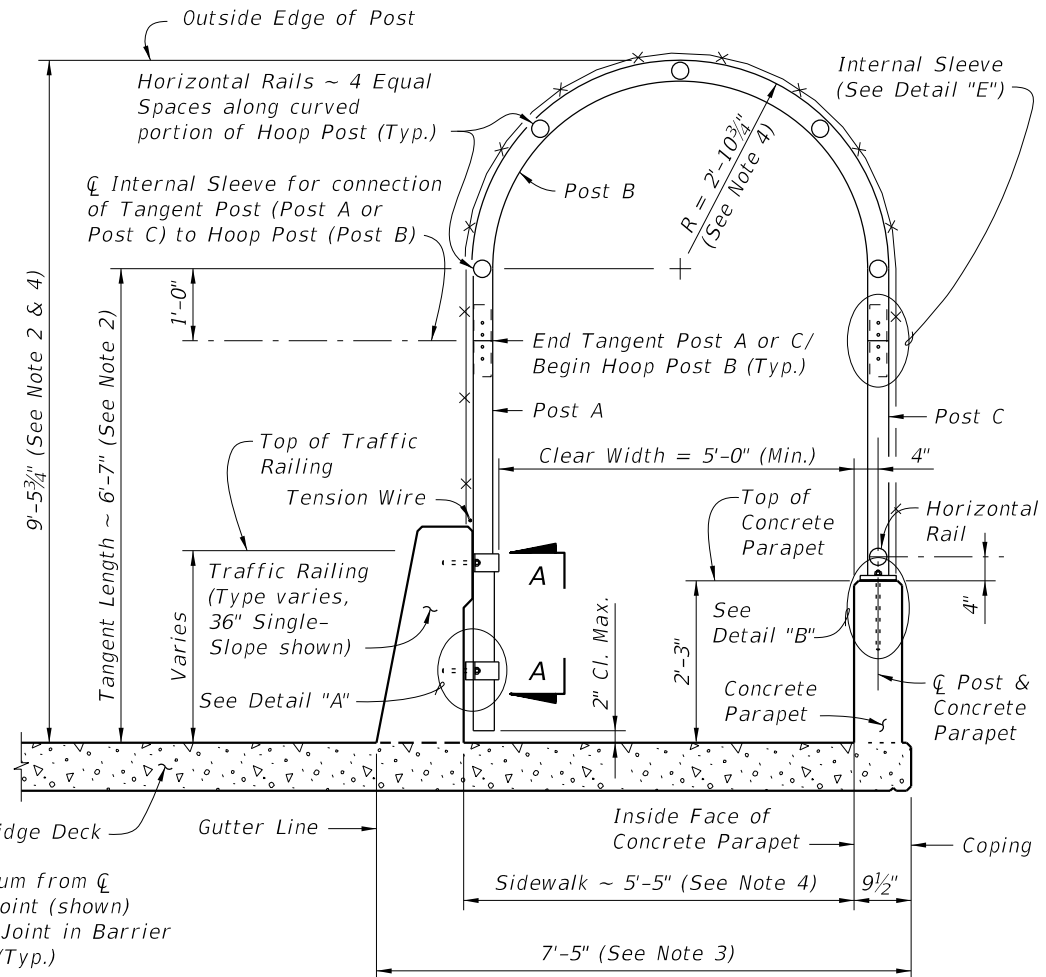 Outside Edge of Post
Horizontal Rails ~ 4 Equal
Spaces along curved
portion of Hoop Post (Typ.)
Internal Sleeve
(See Detail "E")
R = 2'-10¾"
(See Note 4)
Post B
℄ Internal Sleeve for connection
of Tangent Post (Post A or
Post C) to Hoop Post (Post B)
9'-5¾" (See Note 2 & 4)
Tangent Length ~ 6'-7" (See Note 2)
1'-0"
End Tangent Post A or C/
Begin Hoop Post B (Typ.)
Post A
Post C
Top of Traffic
Railing
Clear Width = 5'-0" (Min.)
4"
Tension Wire
Top of
Concrete
Parapet
Horizontal
Rail
Varies
Traffic Railing
(Type varies,
36" Single-
Slope shown)
A
A
2" Cl. Max.
2'-3"
See
Detail "B"
4"
See Detail "A"
Concrete
Parapet
℄ Post &
Concrete
Parapet
idge Deck
Gutter Line
Inside Face of
Concrete Parapet
Coping
um from ℄
oint (shown)
Joint in Barrier
(Typ.)
Sidewalk ~ 5'-5" (See Note 4)
9½"
7'-5" (See Note 3)